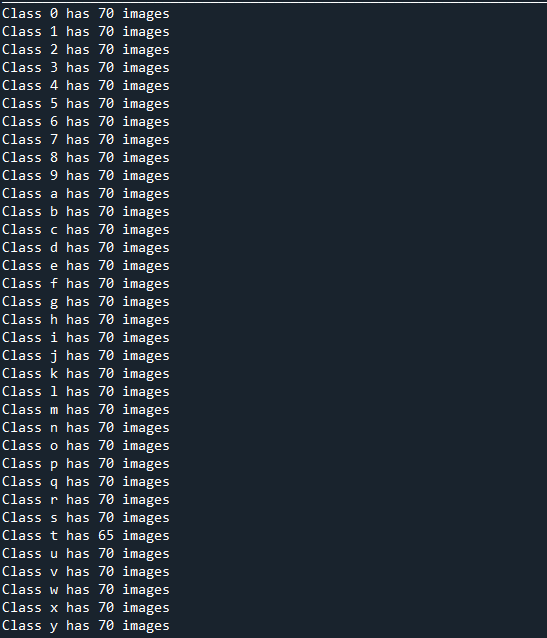 Class 0 has 70 images
Class 1 has 70 images
Class 2 has 70 images
Class 3 has 70 images
Class 4 has 70 images
Class 5 has 70 images
Class 6 has 70 images
Class 7 has 70 images
Class 8 has 70 images
Class 9 has 70 images
Class a has 70 images
Class b has 70 images
Class c has 70 images
Class d has 70 images
Class e has 70 images
Class f has 70 images
Class g has 70 images
Class h has 70 images
Class i has 70 images
Class j has 70 images
Class k has 70 images
Class l has 70 images
Class m has 70 images
Class n has 70 images
Class o has 70 images
Class p has 70 images
Class q has 70 images
Class r has 70 images
Class s has 70 images
Class t has 65 images
Class u has 70 images
Class v has 70 images
Class w has 70 images
Class x has 70 images
Class y has 70 images